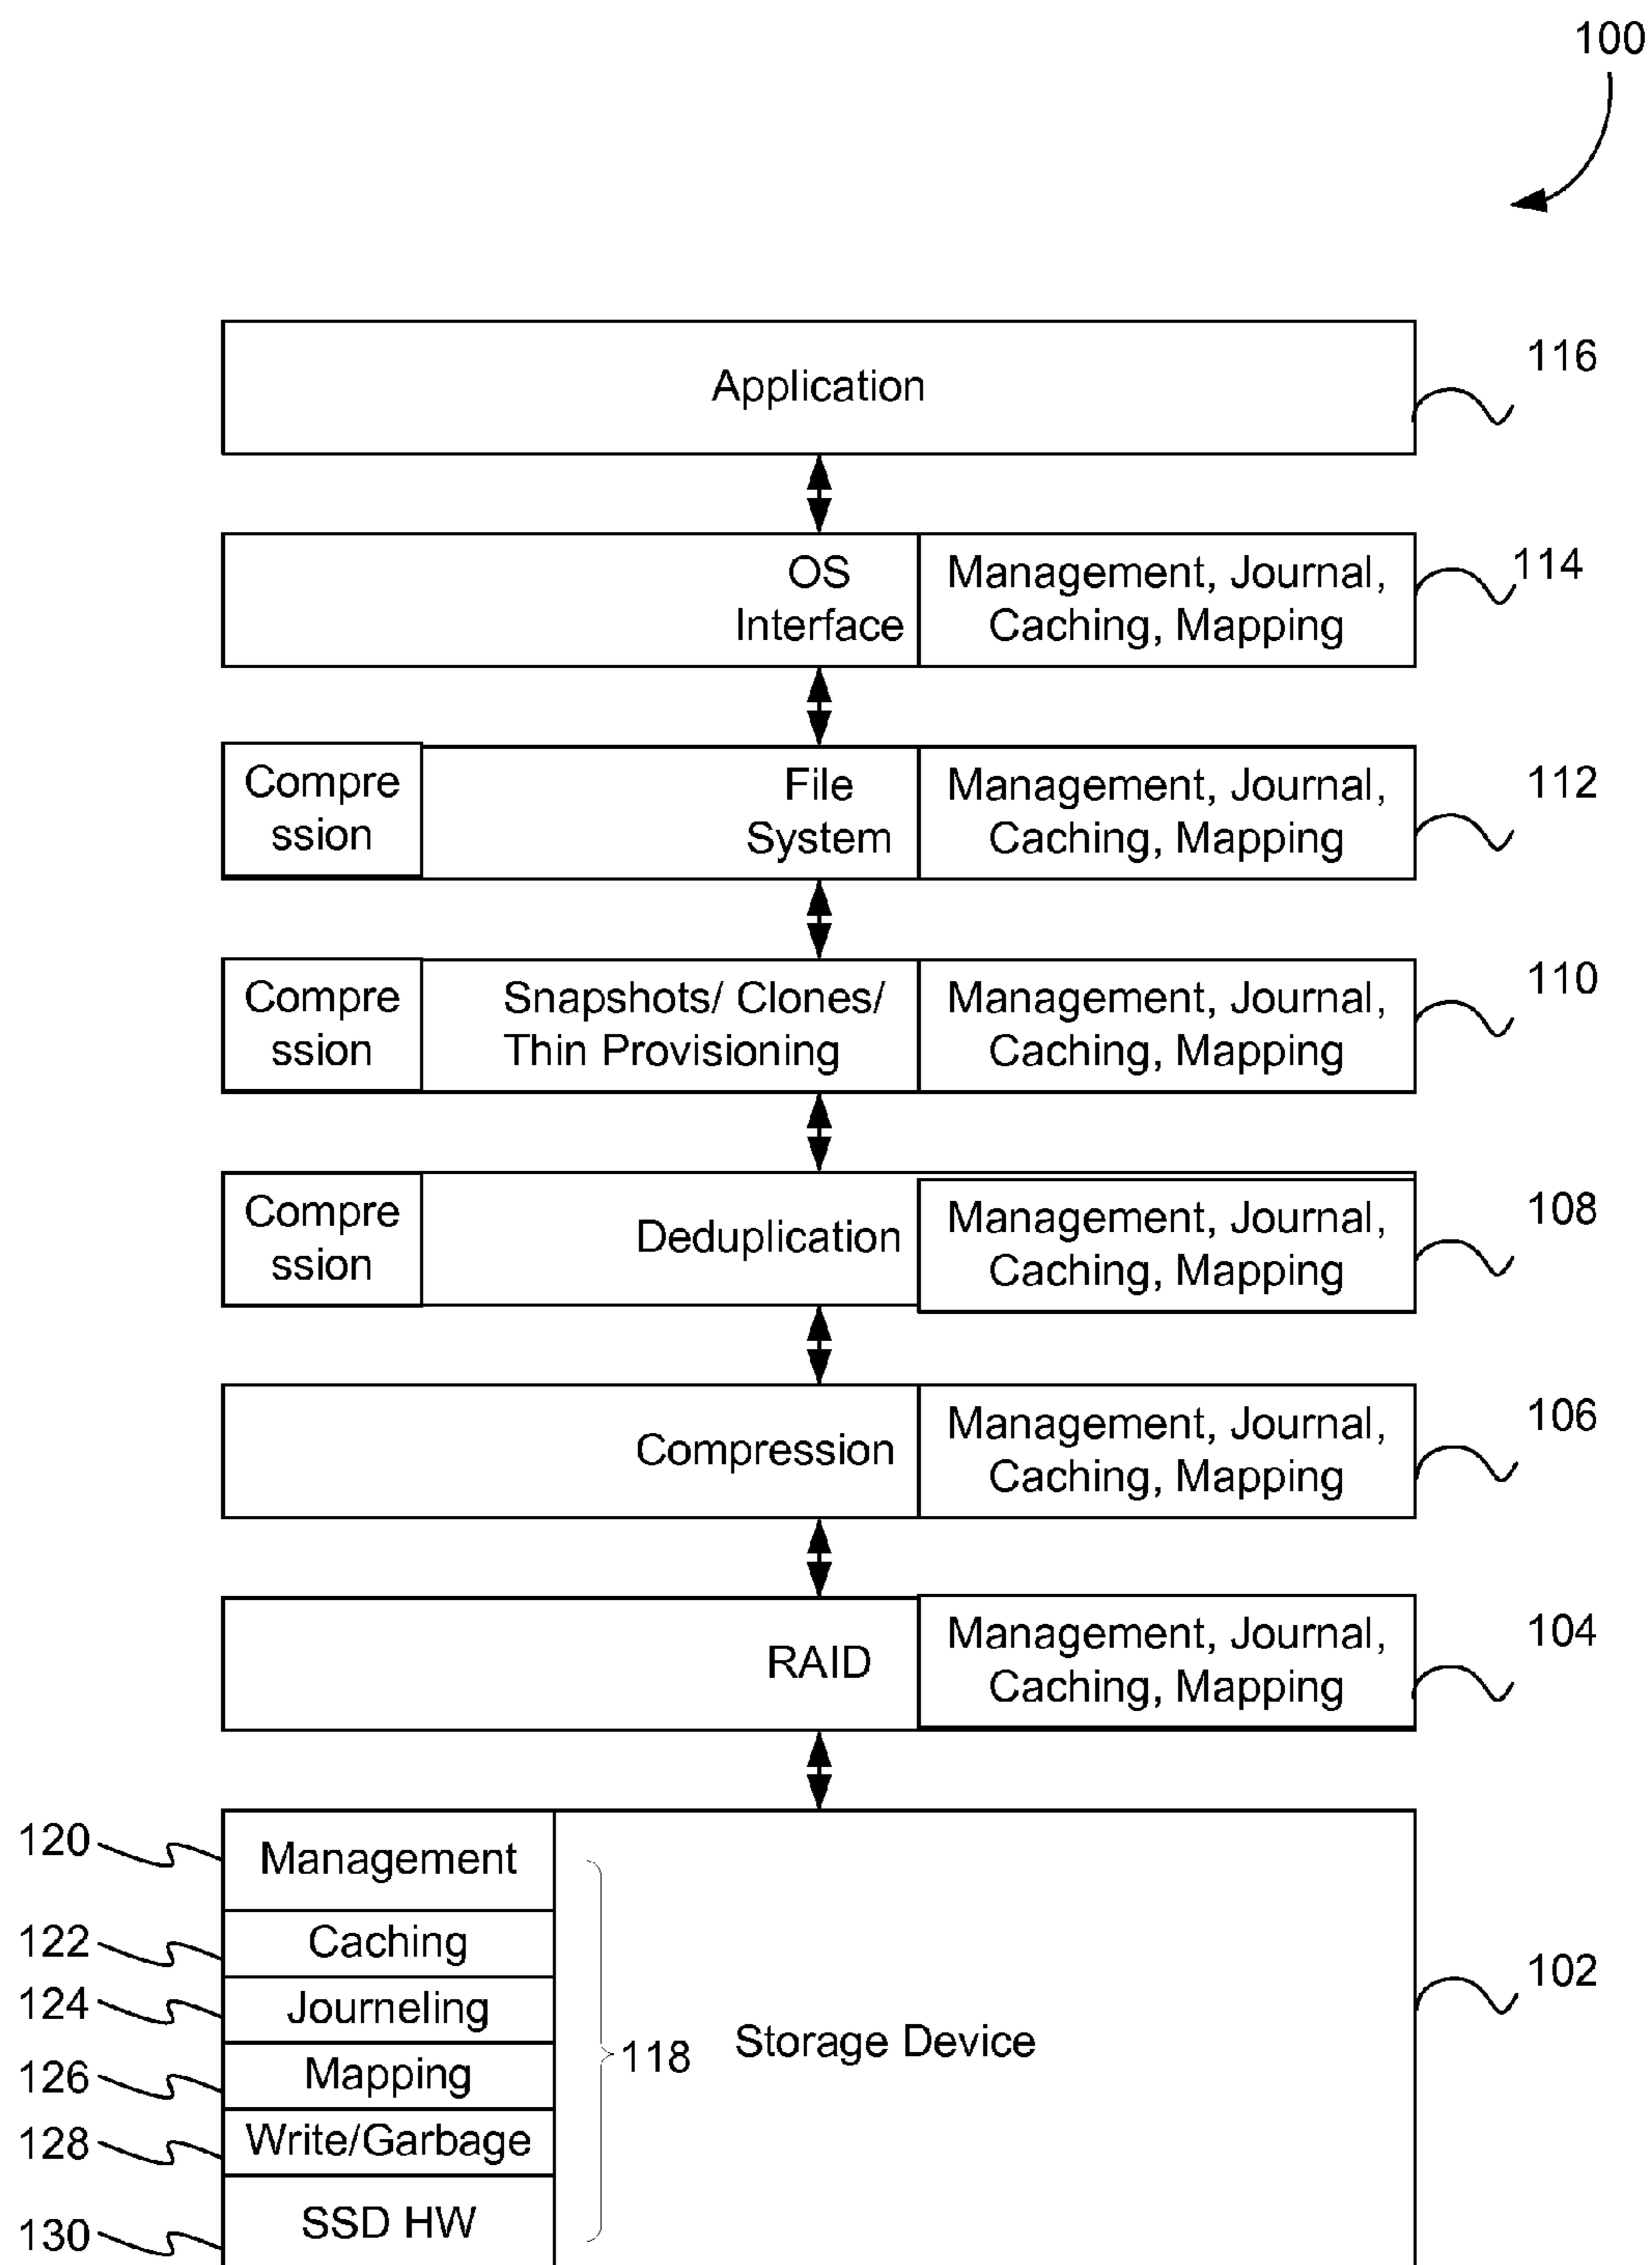 100
Application
116
OS
Interface
Management, Journal,
Caching, Mapping
114
Compre
ssion
File
System
Management, Journal,
Caching, Mapping
112
Compre
ssion
Snapshots/ Clones/
Thin Provisioning
Management, Journal,
Caching, Mapping
110
Compre
ssion
Deduplication
Management, Journal,
Caching, Mapping
108
Compression
Management, Journal,
Caching, Mapping
106
RAID
Management, Journal,
Caching, Mapping
104
120
Management
122
Caching
124
Journeling
126
Mapping
128
Write/Garbage
130
SSD HW
118
Storage Device
102